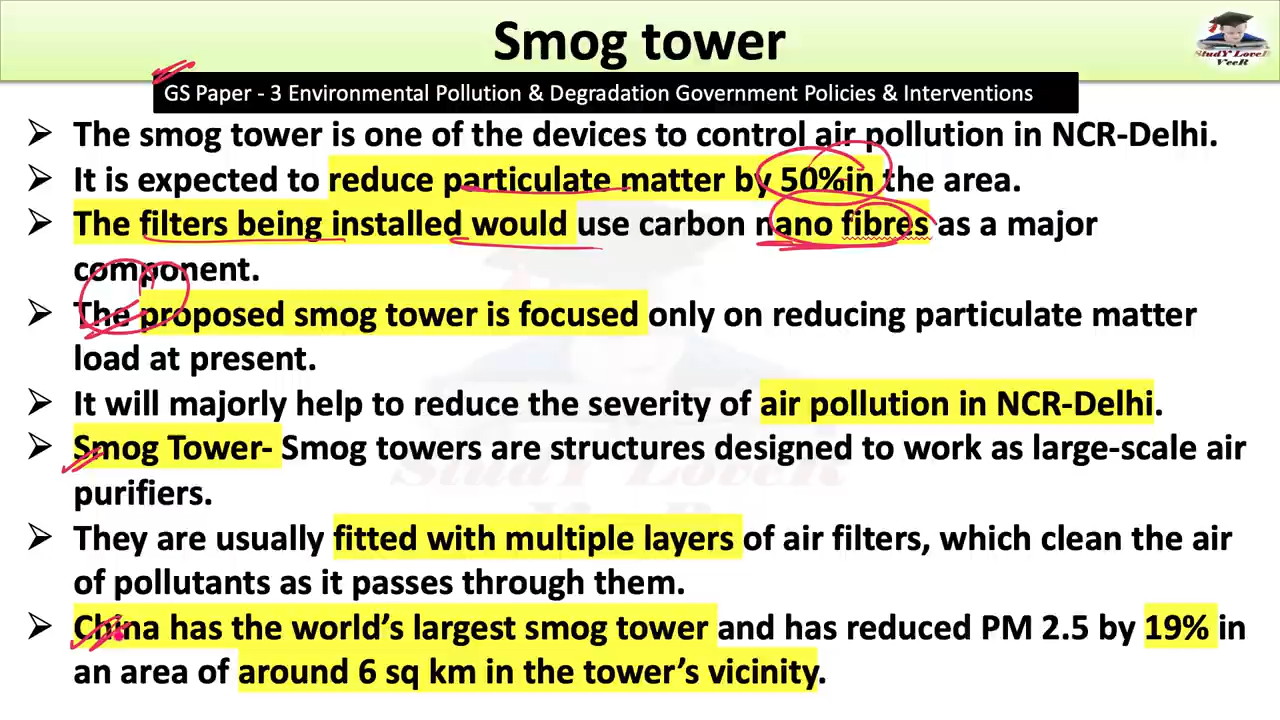 Smog tower
StudY LoveR
VeeR
GS Paper - 3 Environmental Pollution & Degradation Government Policies & Interventions
➢ The smog tower is one of the devices to control air pollution in NCR-Delhi.
➢ It is expected to reduce particulate matter by 50%in the area.
➢ The filters being installed would use carbon nano fibres as a major
component.
➢ The proposed smog tower is focused only on reducing particulate matter
load at present.
➢ It will majorly help to reduce the severity of air pollution in NCR-Delhi.
➢ Smog Tower- Smog towers are structures designed to work as large-scale air
purifiers.
➢ They are usually fitted with multiple layers of air filters, which clean the air
of pollutants as it passes through them.
➢ China has the world's largest smog tower and has reduced PM 2.5 by 19% in
an area of around 6 sq km in the tower's vicinity.
StudY LoveR
VeeR